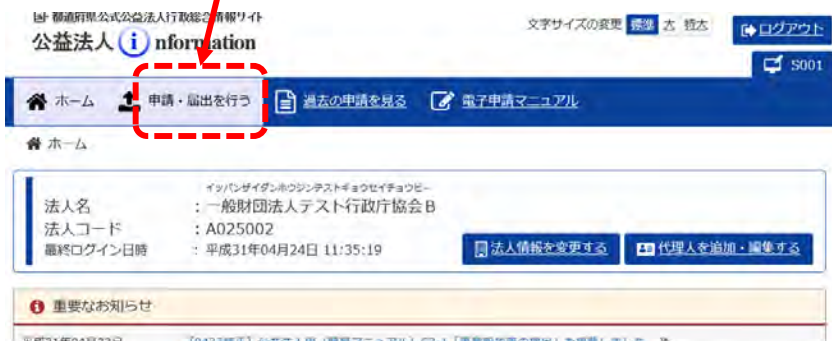 国・都道府県公式公益法人行政総合情報サイト
公益法人 information
文字サイズの変更 標準 大 特大
ログアウト
S001
ホーム 申請・届出を行う 過去の申請を見る 電子申請マニュアル
ホーム
イッパンザイダンホウジンテストギョウセイチョウビー
法人名 : 一般財団法人テスト行政庁協会B
法人コード : A025002
最終ログイン日時 : 平成31年04月24日 11:35:19
法人情報を変更する 代理人を追加・編集する
重要なお知らせ